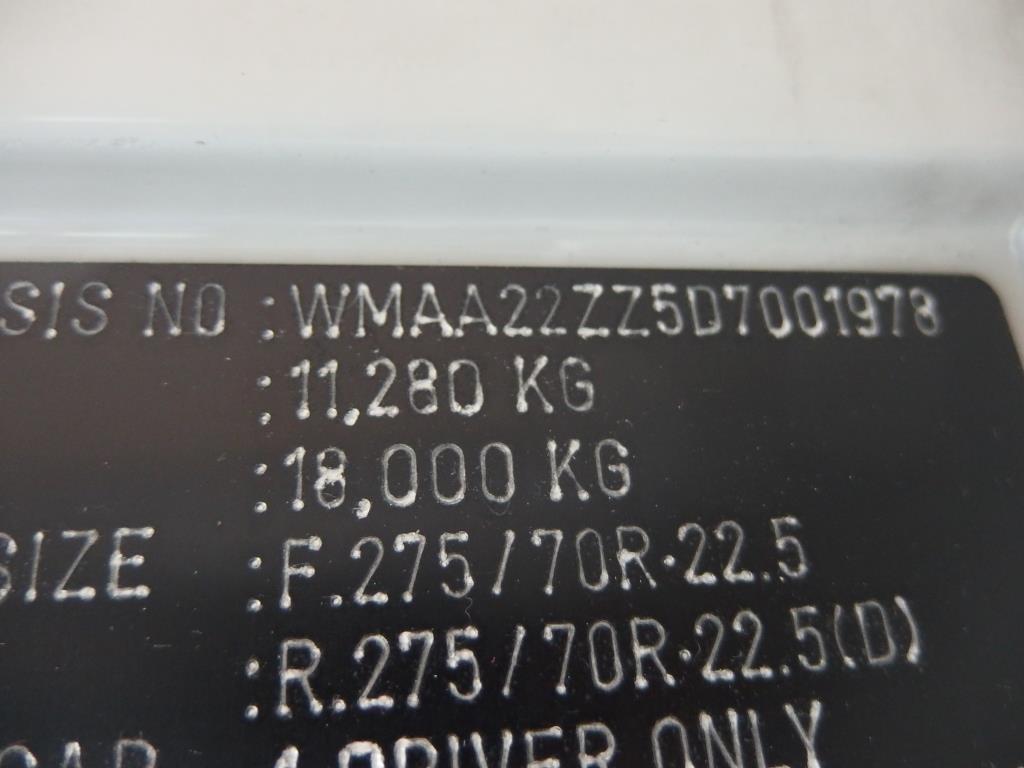 SIS NO :WMAA22ZZ5D7001978
:11,280 KG
:18,000 KG
SIZE :F.275/70R.22.5
:R.275/70R.22.5(D)
CAP DRIVER ONLY